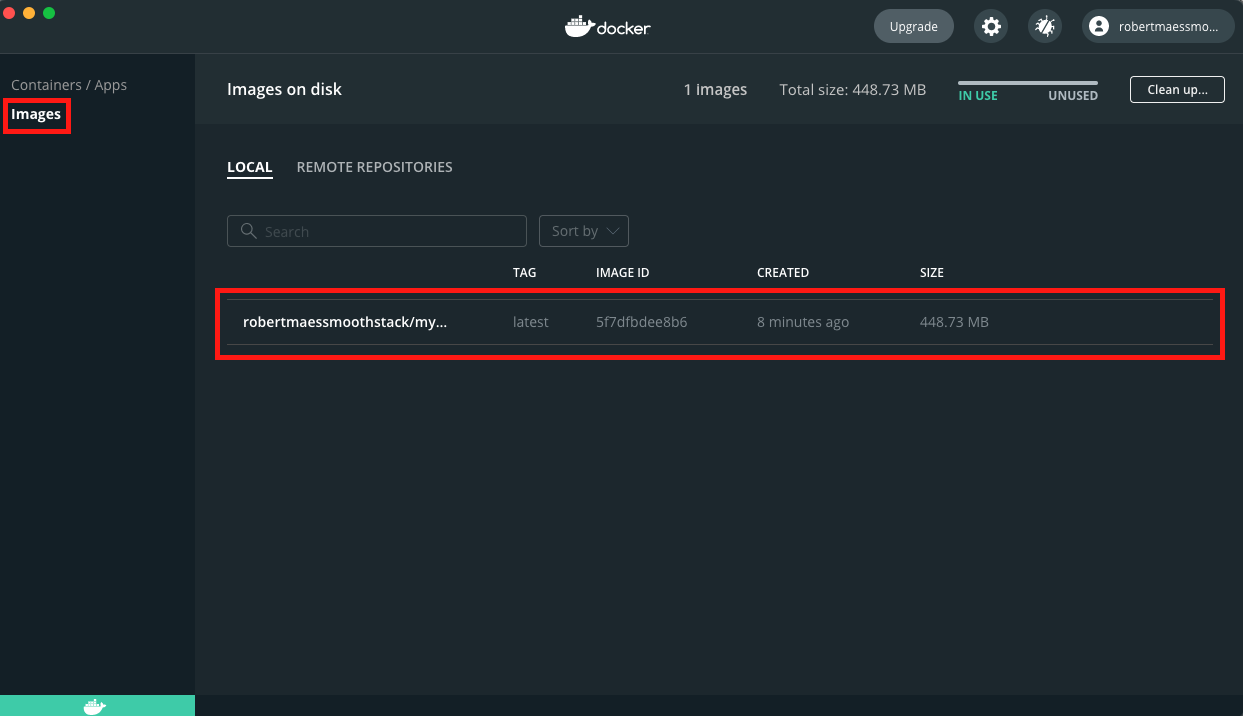 docker
Upgrade
robertmaessmo...
Containers / Apps
Images
Images on disk
1 images
Total size: 448.73 MB
IN USE
UNUSED
Clean up...
LOCAL
REMOTE REPOSITORIES
Search
Sort by
TAG IMAGE ID CREATED SIZE
robertmaessmoothstack/my... latest 5f7dfbdee8b6 8 minutes ago 448.73 MB